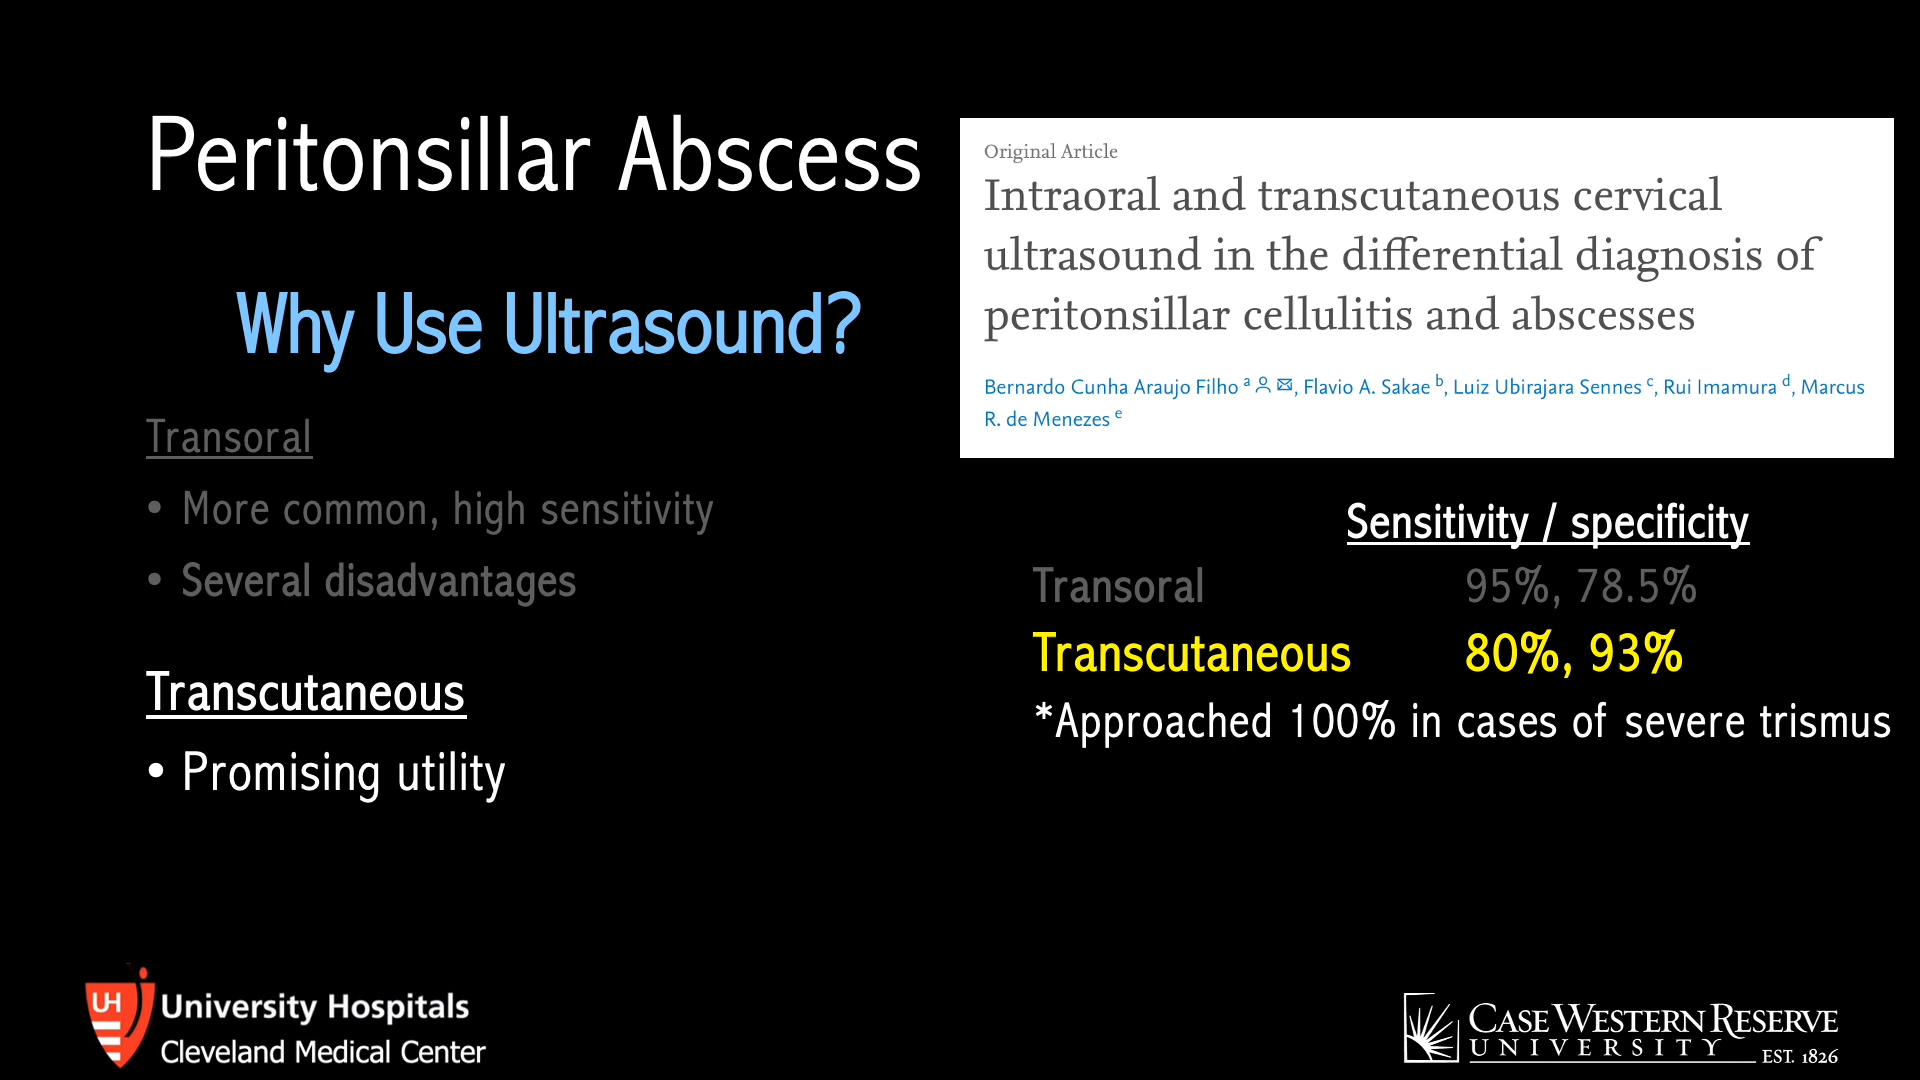 Peritonsillar Abscess
Why Use Ultrasound?
Transoral
• More common, high sensitivity
• Several disadvantages
Transcutaneous
• Promising utility
Original Article
Intraoral and transcutaneous cervical
ultrasound in the differential diagnosis of
peritonsillar cellulitis and abscesses
Bernardo Cunha Araujo Filho a, Flavio A. Sakae b, Luiz Ubirajara Sennes c, Rui Imamura d, Marcus
R. de Menezes e
Sensitivity / specificity
Transoral 95%, 78.5%
Transcutaneous 80%, 93%
*Approached 100% in cases of severe trismus
UH
University Hospitals
Cleveland Medical Center
CASE WESTERN RESERVE
UNIVERSITY EST. 1826